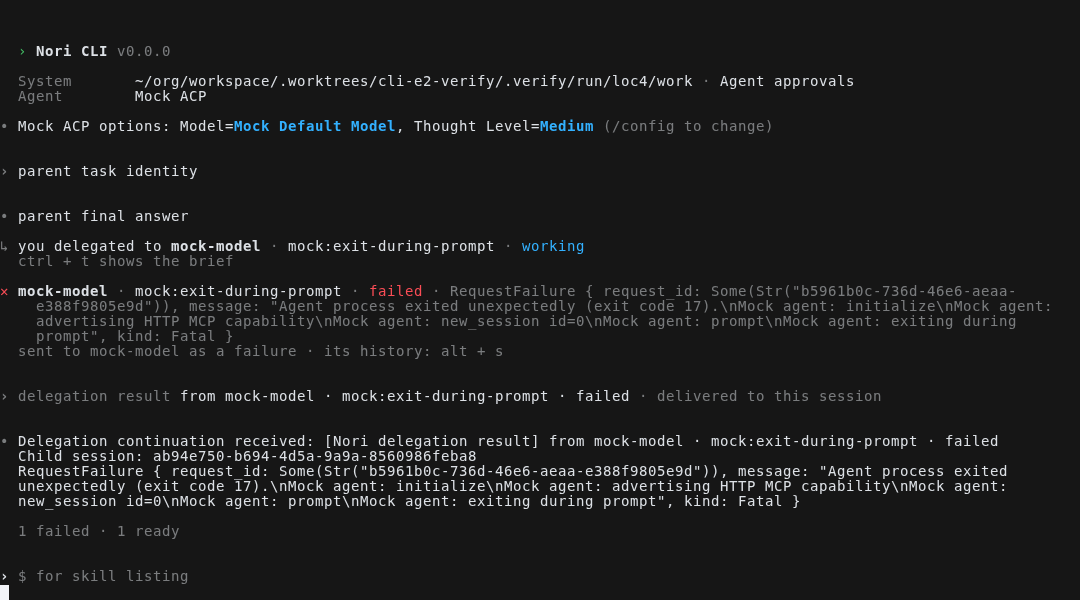 › Nori CLI v0.0.0
System ~/org/workspace/.worktrees/cli-e2-verify/.verify/run/loc4/work · Agent approvals
Agent Mock ACP
• Mock ACP options: Model=Mock Default Model, Thought Level=Medium (/config to change)
› parent task identity
• parent final answer
↳ you delegated to mock-model · mock:exit-during-prompt · working
ctrl + t shows the brief
✕ mock-model · mock:exit-during-prompt · failed · RequestFailure { request_id: Some(Str("b5961b0c-736d-46e6-aeaa-
e388f9805e9d")), message: "Agent process exited unexpectedly (exit code 17).\nMock agent: initialize\nMock agent:
advertising HTTP MCP capability\nMock agent: new_session id=0\nMock agent: prompt\nMock agent: exiting during
prompt", kind: Fatal }
sent to mock-model as a failure · its history: alt + s
› delegation result from mock-model · mock:exit-during-prompt · failed · delivered to this session
• Delegation continuation received: [Nori delegation result] from mock-model · mock:exit-during-prompt · failed
Child session: ab94e750-b694-4d5a-9a9a-8560986feba8
RequestFailure { request_id: Some(Str("b5961b0c-736d-46e6-aeaa-e388f9805e9d")), message: "Agent process exited
unexpectedly (exit code 17).\nMock agent: initialize\nMock agent: advertising HTTP MCP capability\nMock agent:
new_session id=0\nMock agent: prompt\nMock agent: exiting during prompt", kind: Fatal }
1 failed · 1 ready
› $ for skill listing